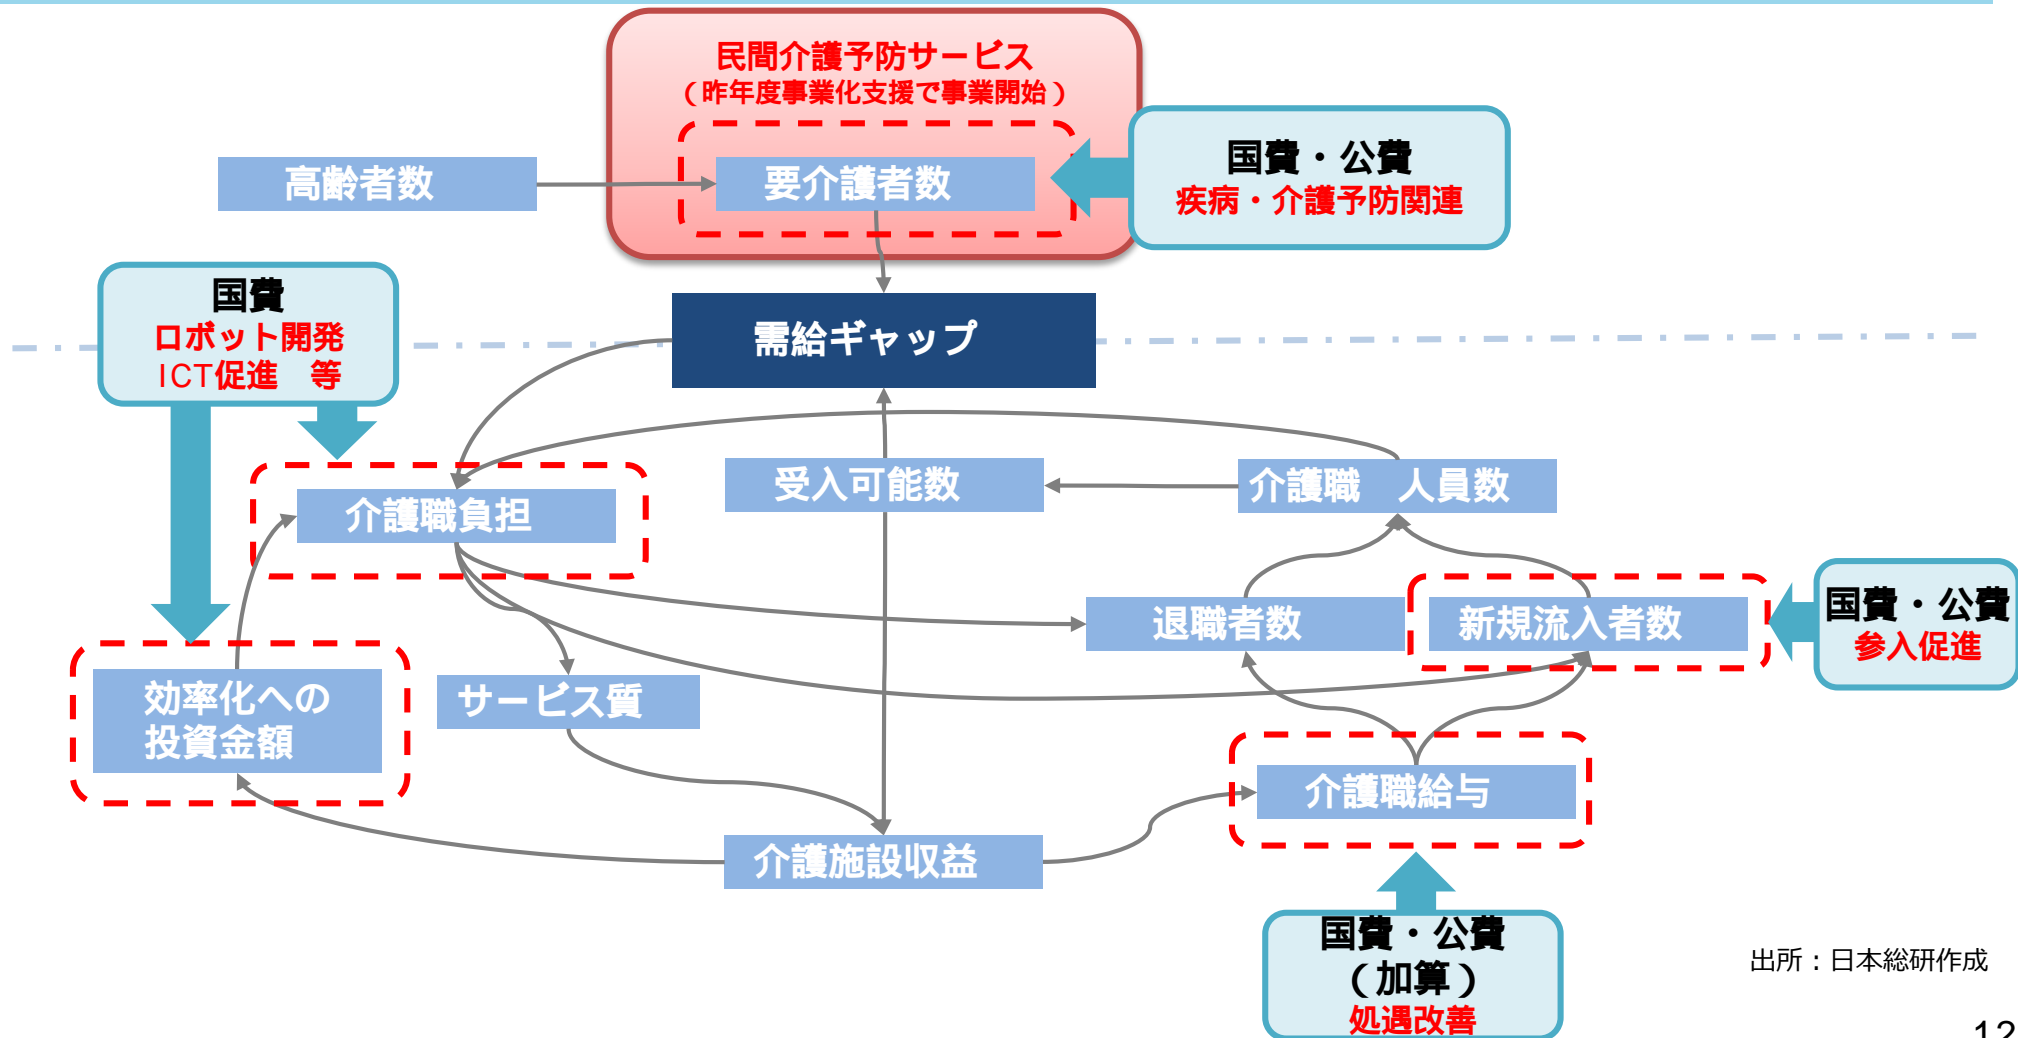 民間介護予防サービス
（昨年度事業化支援で事業開始）
高齢者数
要介護者数
国費・公費
疾病・介護予防関連
国費
ロボット開発
ICT促進　等
需給ギャップ
介護職負担
受入可能数
介護職　人員数
退職者数
新規流入者数
国費・公費
参入促進
効率化への
投資金額
サービス質
介護職給与
介護施設収益
国費・公費
（加算）
処遇改善
出所：日本総研作成
12